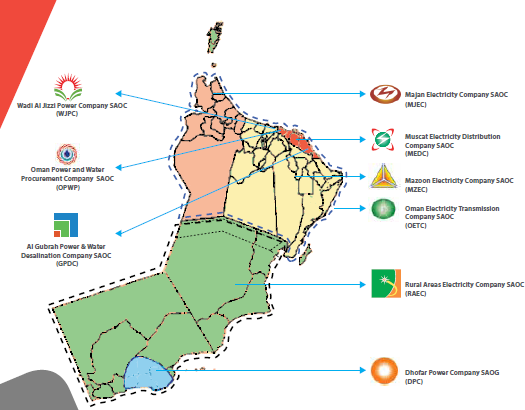 Wadi Al Jizzi Power Company SAOC
(WJPC)
Oman Power and Water
Procurement Company SAOC
(OPWP)
Al Gubrah Power & Water
Desalination Company SAOC
(GPDC)
Majan Electricity Company SAOC
(MJEC)
Muscat Electricity Distribution
Company SAOC
(MEDC)
Mazoon Electricity Company SAOC
(MZEC)
Oman Electricity Transmission
Company SAOC
(OETC)
Rural Areas Electricity Company SAOC
(RAEC)
Dhofar Power Company SAOG
(DPC)